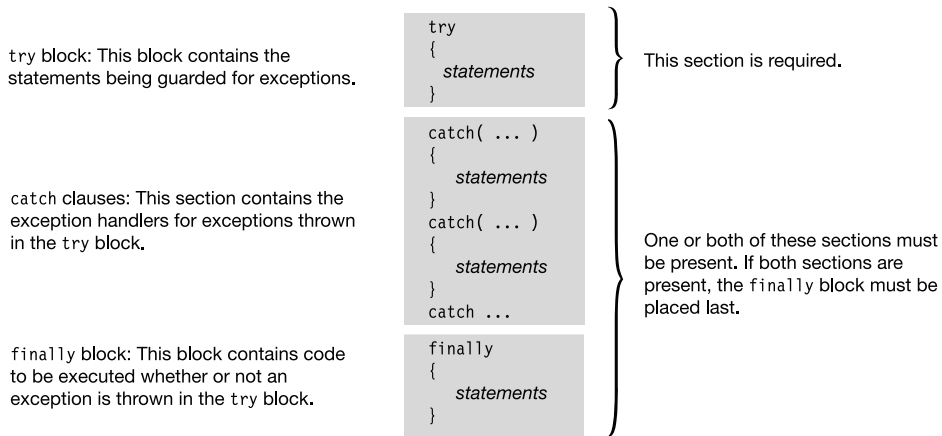 try block: This block contains the
statements being guarded for exceptions.
try
{
statements
}
This section is required.
catch clauses: This section contains the
exception handlers for exceptions thrown
in the try block.
catch( ... )
{
statements
}
catch( ... )
{
statements
}
catch ...
One or both of these sections must
be present. If both sections are
present, the finally block must be
placed last.
finally block: This block contains code
to be executed whether or not an
exception is thrown in the try block.
finally
{
statements
}